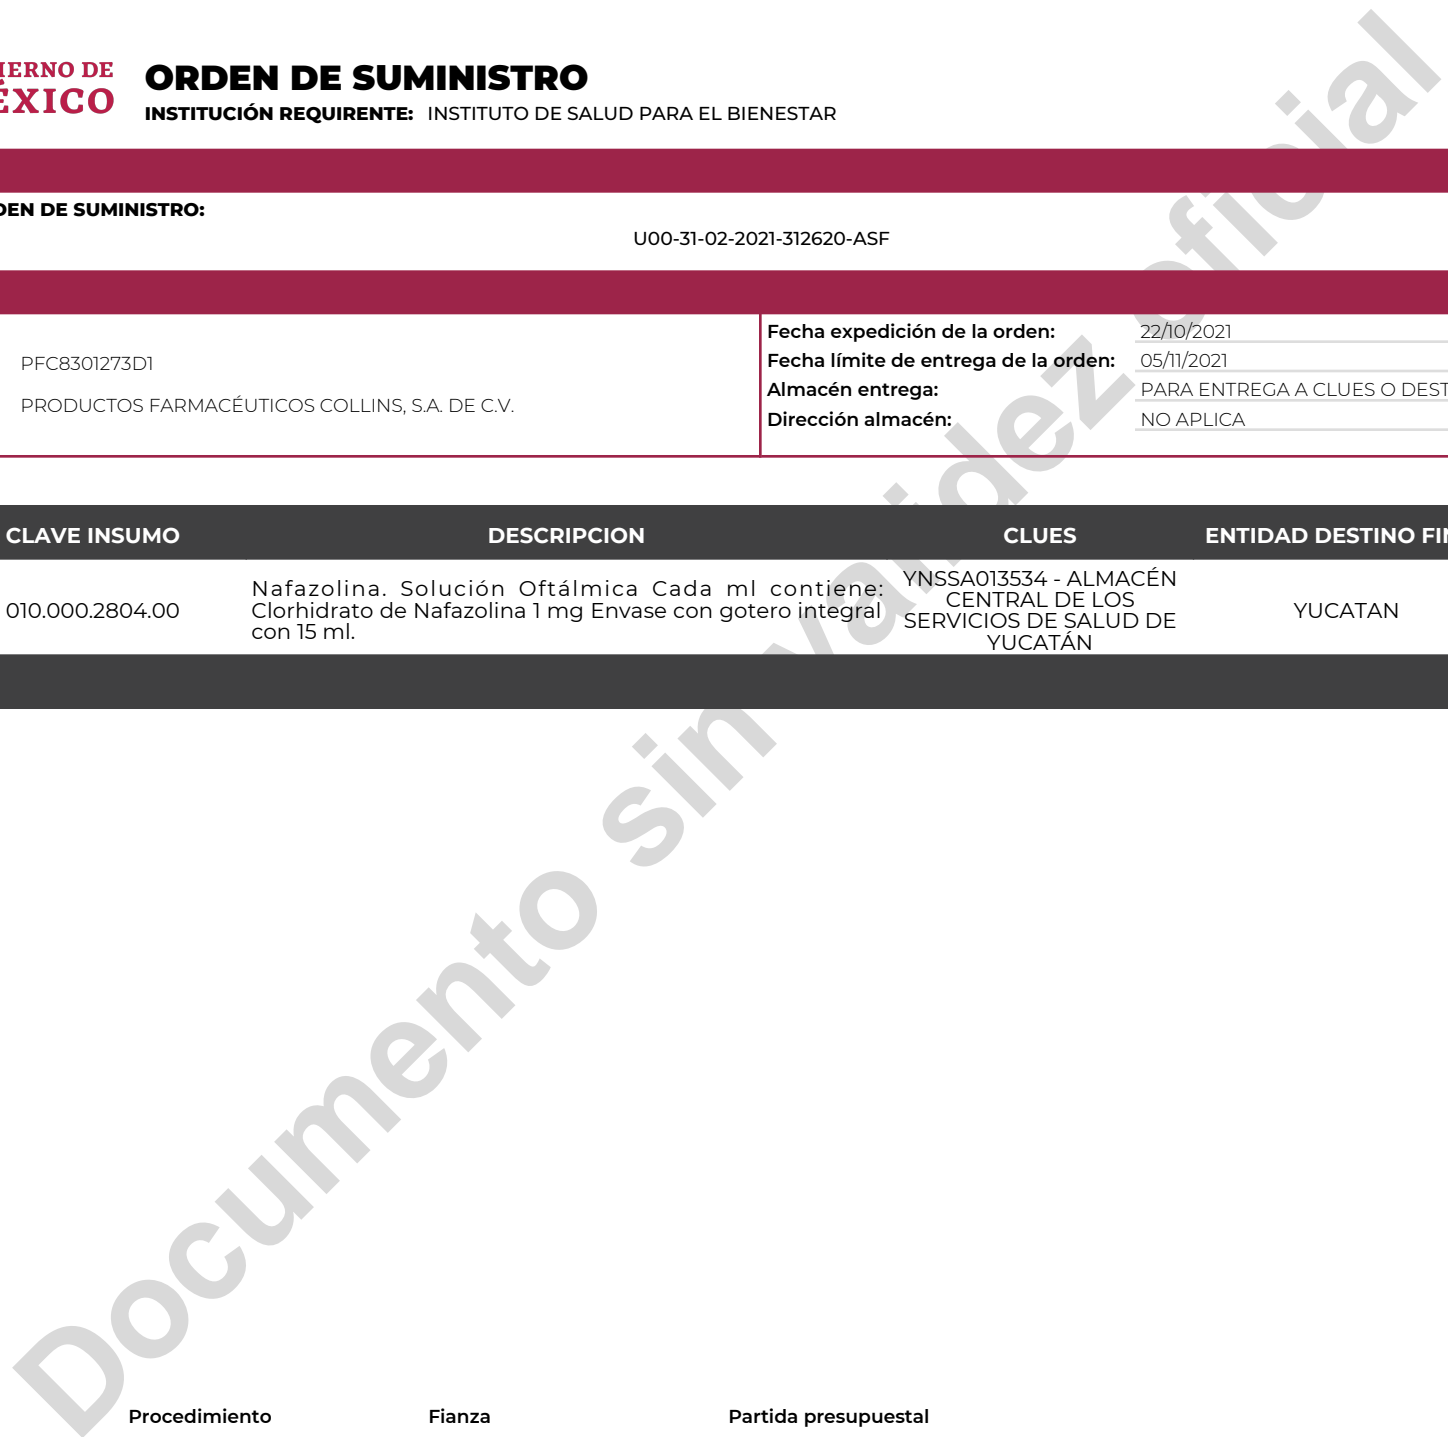 IERNO DE
ÉXICO
ORDEN DE SUMINISTRO
INSTITUCIÓN REQUIRENTE: INSTITUTO DE SALUD PARA EL BIENESTAR
DEN DE SUMINISTRO:
U00-31-02-2021-312620-ASF
PFC8301273D1
PRODUCTOS FARMACÉUTICOS COLLINS, S.A. DE C.V.
Fecha expedición de la orden: 22/10/2021
Fecha límite de entrega de la orden: 05/11/2021
Almacén entrega: PARA ENTREGA A CLUES O DEST
Dirección almacén: NO APLICA
CLAVE INSUMO DESCRIPCION CLUES ENTIDAD DESTINO FIN
010.000.2804.00
Nafazolina. Solución Oftálmica Cada ml contiene:
Clorhidrato de Nafazolina 1 mg Envase con gotero integral
con 15 ml.
YNSSA013534 - ALMACÉN
CENTRAL DE LOS
SERVICIOS DE SALUD DE
YUCATÁN
YUCATAN
Documento sin validez oficial
Procedimiento Fianza Partida presupuestal